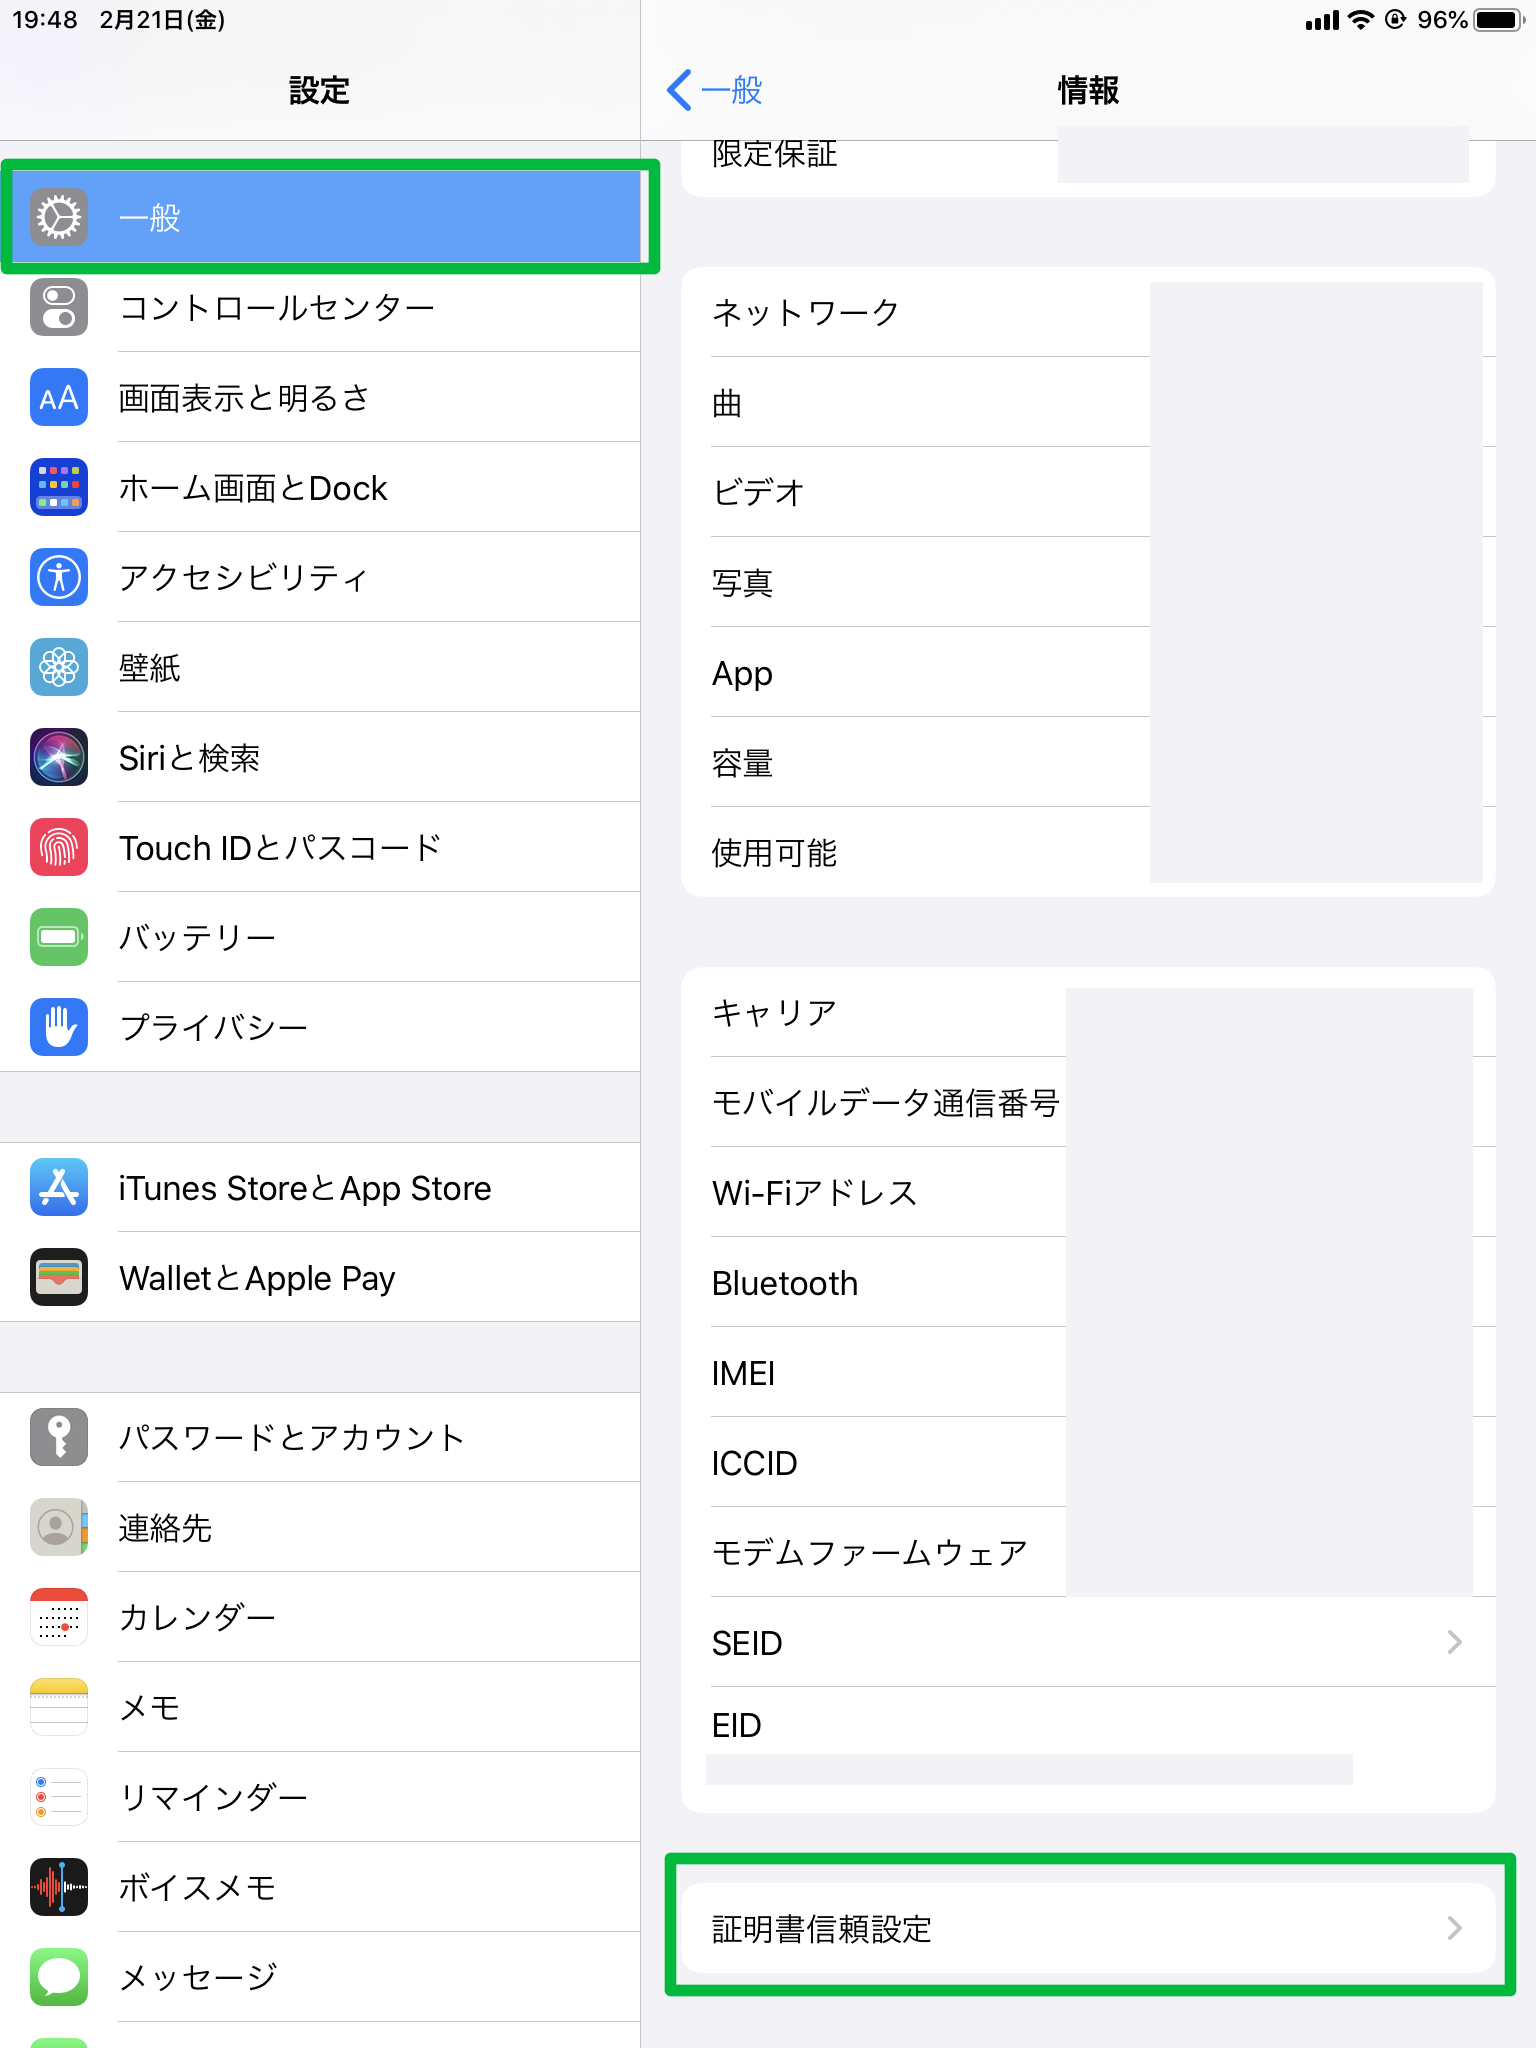 19:48 2月21日(金)
96%
設定
一般
コントロールセンター
画面表示と明るさ
ホーム画面とDock
アクセシビリティ
壁紙
Siriと検索
Touch IDとパスコード
バッテリー
プライバシー
iTunes StoreとApp Store
WalletとApple Pay
パスワードとアカウント
連絡先
カレンダー
メモ
リマインダー
ボイスメモ
メッセージ
一般
情報
限定保証
ネットワーク
曲
ビデオ
写真
App
容量
使用可能
キャリア
モバイルデータ通信番号
Wi-Fiアドレス
Bluetooth
IMEI
ICCID
モデムファームウェア
SEID
EID
証明書信頼設定